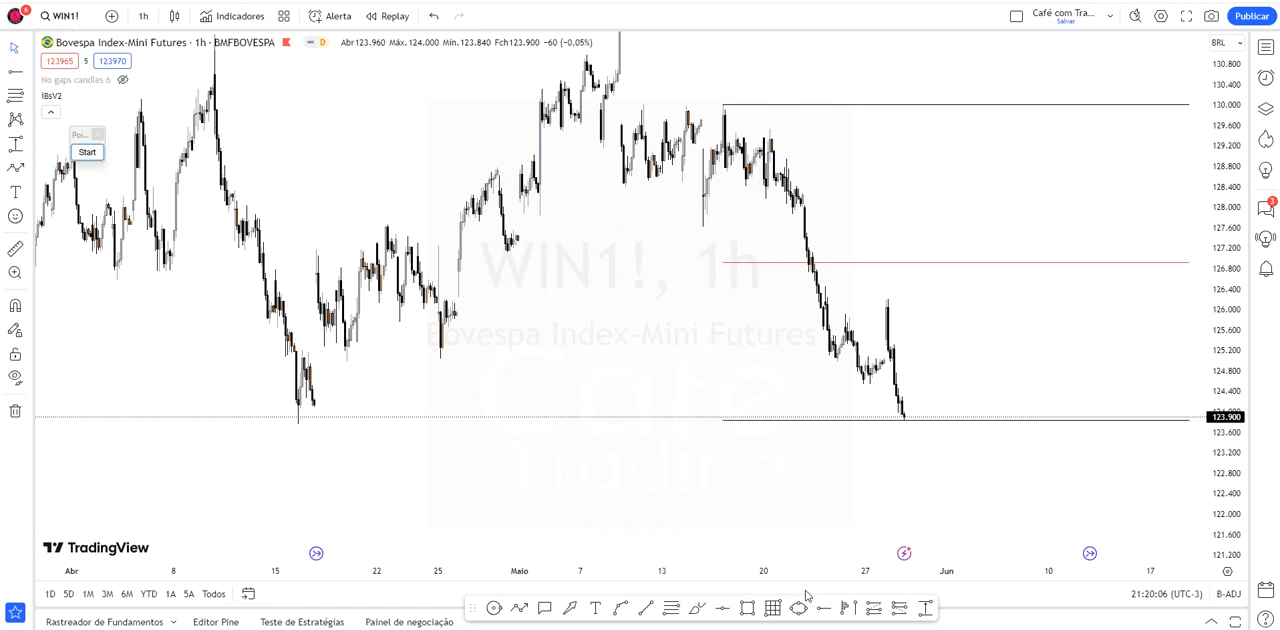 6
WIN1!
1h
Indicadores
Alerta
Replay
Café com Tra...
Salvar
Publicar
Bovespa Index-Mini Futures · 1h · BMFBOVESPA
D
Abr123.960 Máx.124.000 Mín.123.840 Fch123.900 −60 (−0,05%)
BRL
123965
5
123970
No gaps candles 6
iBsV2
Poi...
Start
130.800
130.400
130.000
129.600
129.200
128.800
128.400
128.000
127.600
127.200
126.800
126.400
126.000
125.600
125.200
124.800
124.400
123.900
123.600
123.200
122.800
122.400
122.000
121.600
121.200
3
WIN1!, 1h
Bovespa Index-Mini Futures
Café
Trading
TradingView
Abr
8
15
22
25
Maio
7
13
20
27
Jun
10
17
1D 5D 1M 3M 6M YTD 1A 5A Todos
21:20:06 (UTC-3)
B-ADJ
Rastreador de Fundamentos
Editor Pine
Teste de Estratégias
Painel de negociação